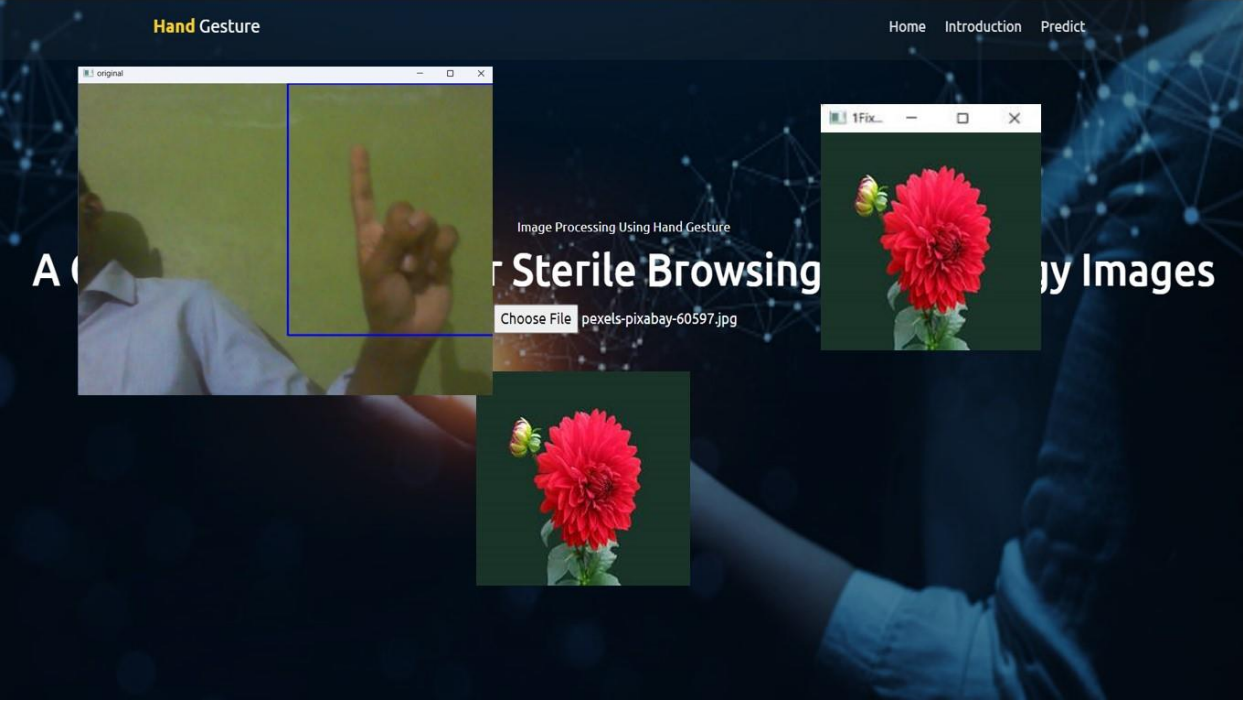 Hand Gesture
Home Introduction Predict
original
1Fix...
Image Processing Using Hand Gesture
A Sterile Browsing Images
Choose File pexels-pixabay-60597.jpg